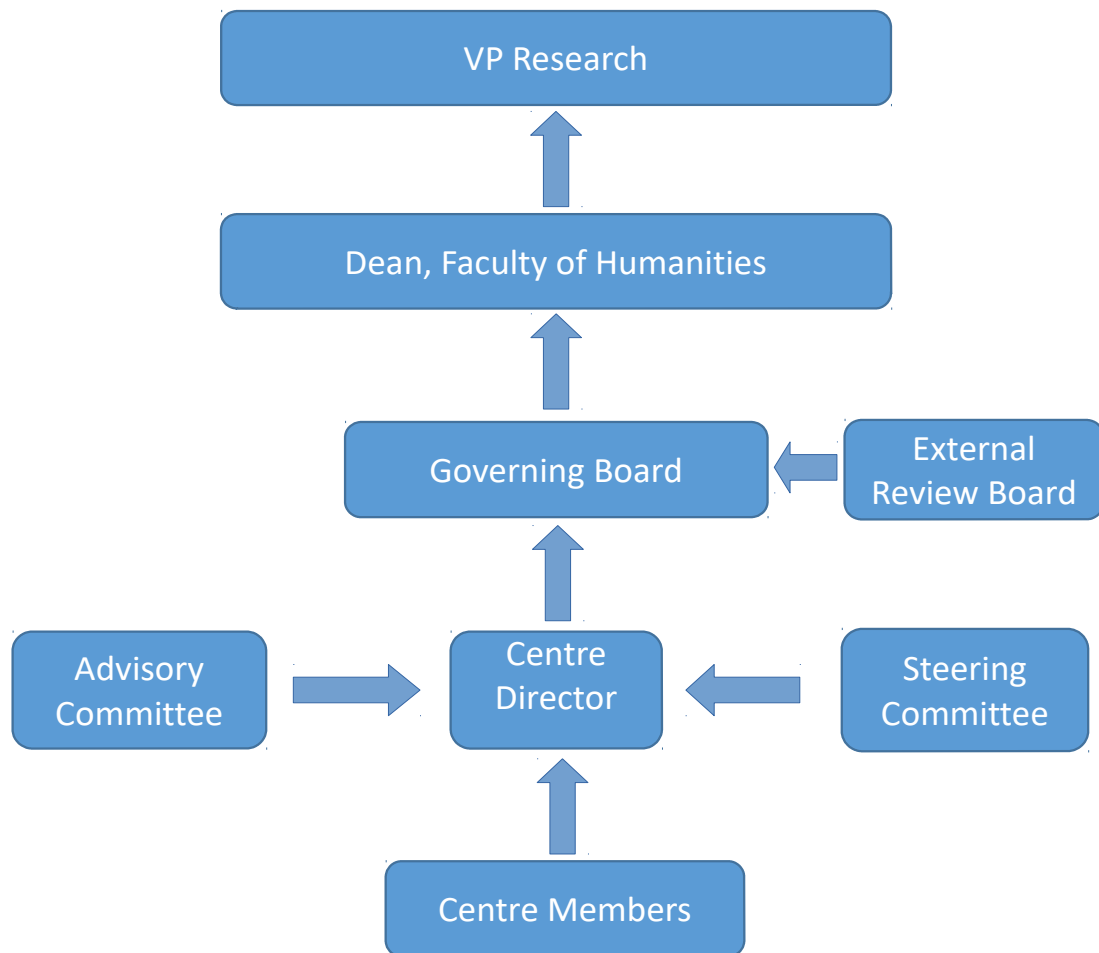 VP Research
Dean, Faculty of Humanities
Governing Board
External
Review Board
Advisory
Committee
Centre
Director
Steering
Committee
Centre Members